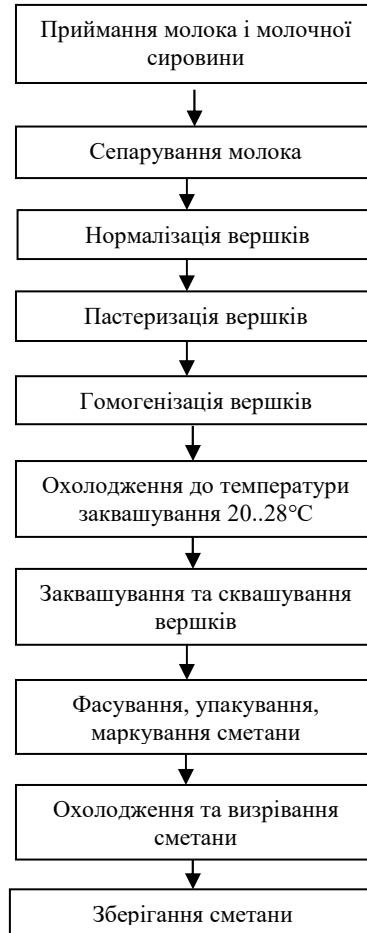 Приймання молока і молочної
сировини
Сепарування молока
Нормалізація вершків
Пастеризація вершків
Гомогенізація вершків
Охолодження до температури
заквашування 20..28°С
Заквашування та сквашування
вершків
Фасування, упакування,
маркування сметани
Охолодження та визрівання
сметани
Зберігання сметани